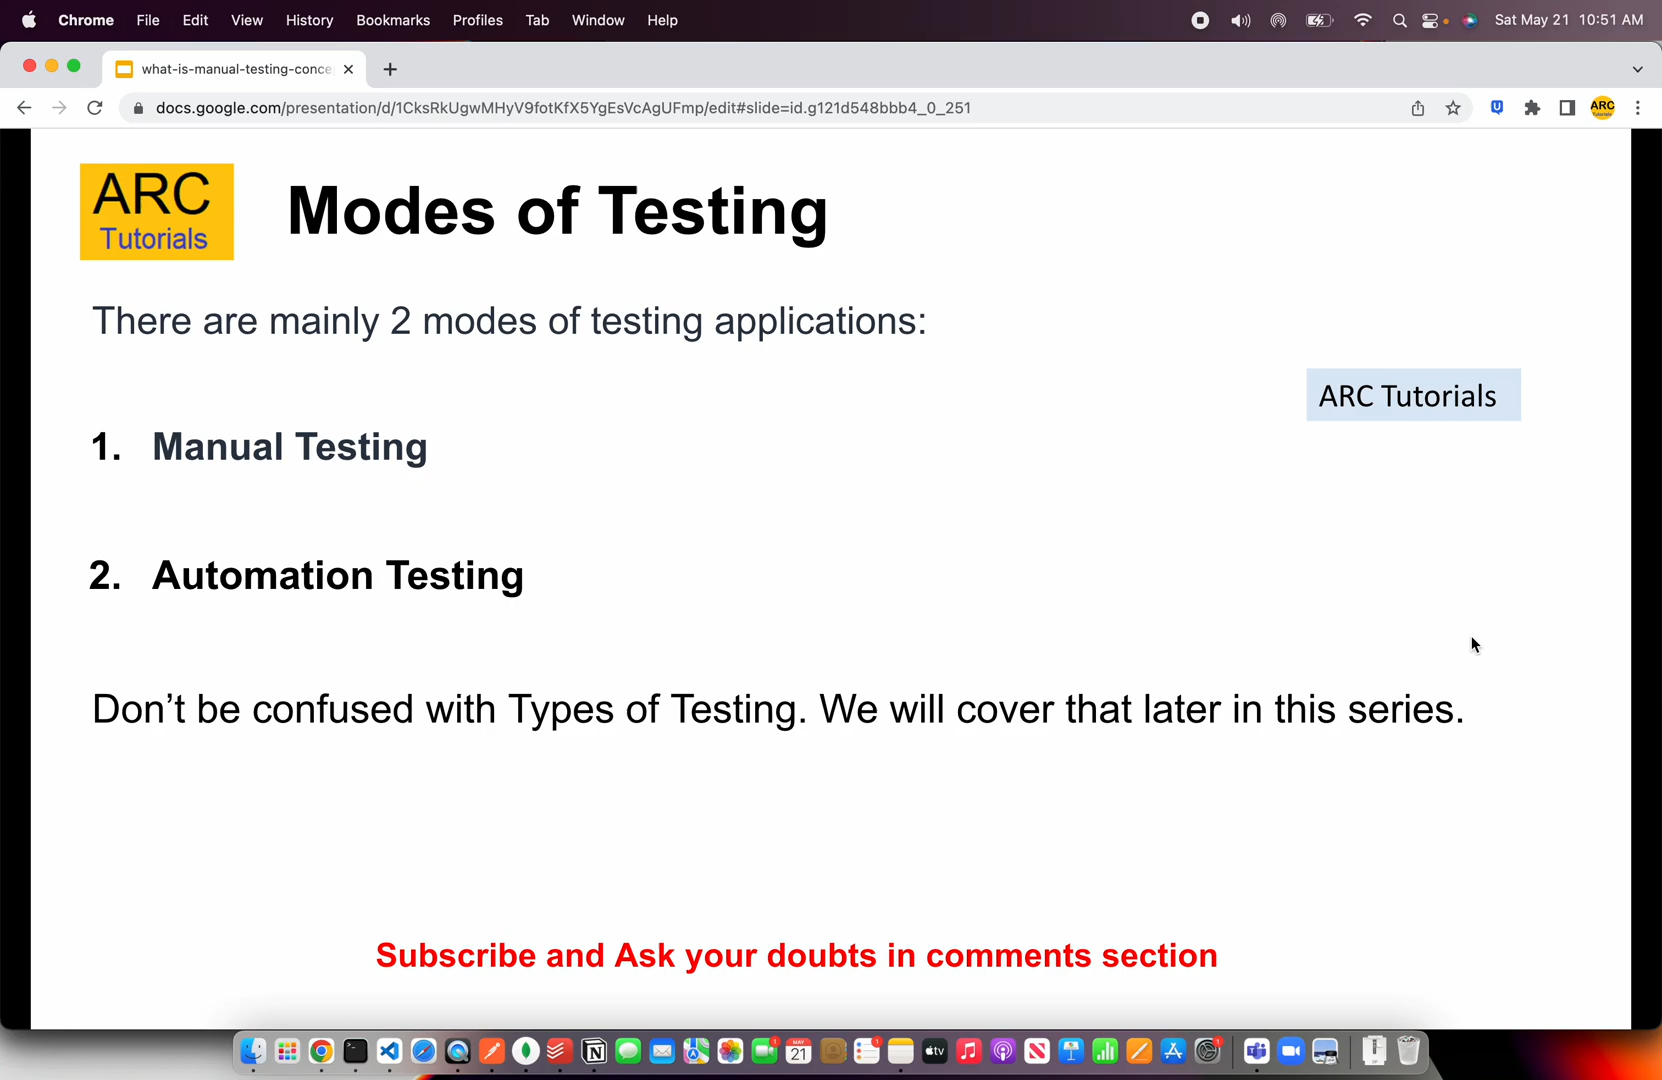 Chrome File Edit View History Bookmarks Profiles Tab Window Help Sat May 21 10:51 AM
what-is-manual-testing-conce
docs.google.com/presentation/d/1CksRkUgwMHyV9fotKfX5YgEsVcAgUFmp/edit#slide=id.g121d548bbb4_0_251
ARC
Tutorials
Modes of Testing
There are mainly 2 modes of testing applications:
ARC Tutorials
1. Manual Testing
2. Automation Testing
Don’t be confused with Types of Testing. We will cover that later in this series.
Subscribe and Ask your doubts in comments section
MAY
21
tv